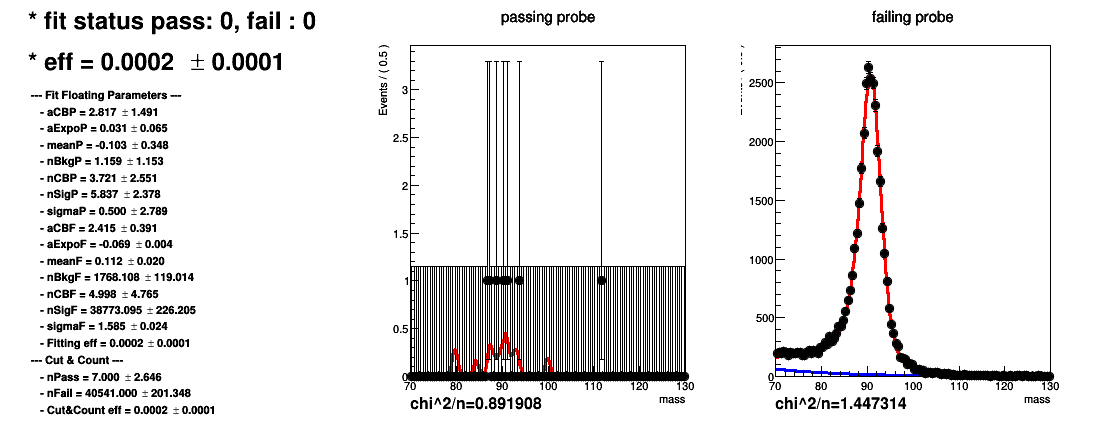 * fit status pass: 0, fail : 0
* eff = 0.0002 ± 0.0001
--- Fit Floating Parameters ---
- aCBP = 2.817 ± 1.491
- aExpoP = 0.031 ± 0.065
- meanP = -0.103 ± 0.348
- nBkgP = 1.159 ± 1.153
- nCBP = 3.721 ± 2.551
- nSigP = 5.837 ± 2.378
- sigmaP = 0.500 ± 2.789
- aCBF = 2.415 ± 0.391
- aExpoF = -0.069 ± 0.004
- meanF = 0.112 ± 0.020
- nBkgF = 1768.108 ± 119.014
- nCBF = 4.998 ± 4.765
- nSigF = 38773.095 ± 226.205
- sigmaF = 1.585 ± 0.024
- Fitting eff = 0.0002 ± 0.0001
--- Cut & Count ---
- nPass = 7.000 ± 2.646
- nFail = 40541.000 ± 201.348
- Cut&Count eff = 0.0002 ± 0.0001
passing probe
Events / ( 0.5 )
3
2.5
2
1.5
1
0.5
0
70 80 90 100 110 120 130
mass
chi^2/n=0.891908
failing probe
2500
2000
1500
1000
500
0
70 80 90 100 110 120 130
mass
chi^2/n=1.447314